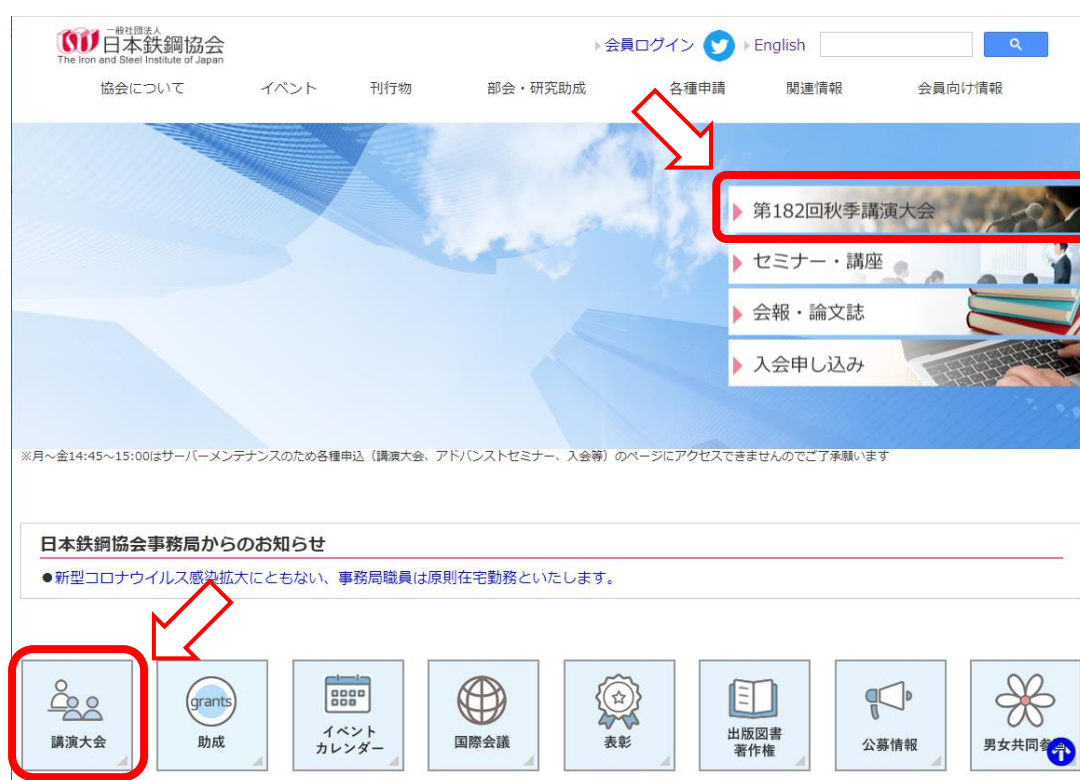 一般社団法人
日本鉄鋼協会
The Iron and Steel Institute of Japan
会員ログイン English
協会について イベント 刊行物 部会・研究助成 各種申請 関連情報 会員向け情報
第182回秋季講演大会
セミナー・講座
会報・論文誌
入会申し込み
※月～金14:45～15:00はサーバーメンテナンスのため各種申込（講演大会、アドバンストセミナー、入会等）のページにアクセスできませんのでご了承願います
日本鉄鋼協会事務局からのお知らせ
●新型コロナウイルス感染拡大にともない、事務局職員は原則在宅勤務といたします。
講演大会
grants
助成
イベント
カレンダー
国際会議
表彰
出版図書
著作権
公募情報
男女共同参画